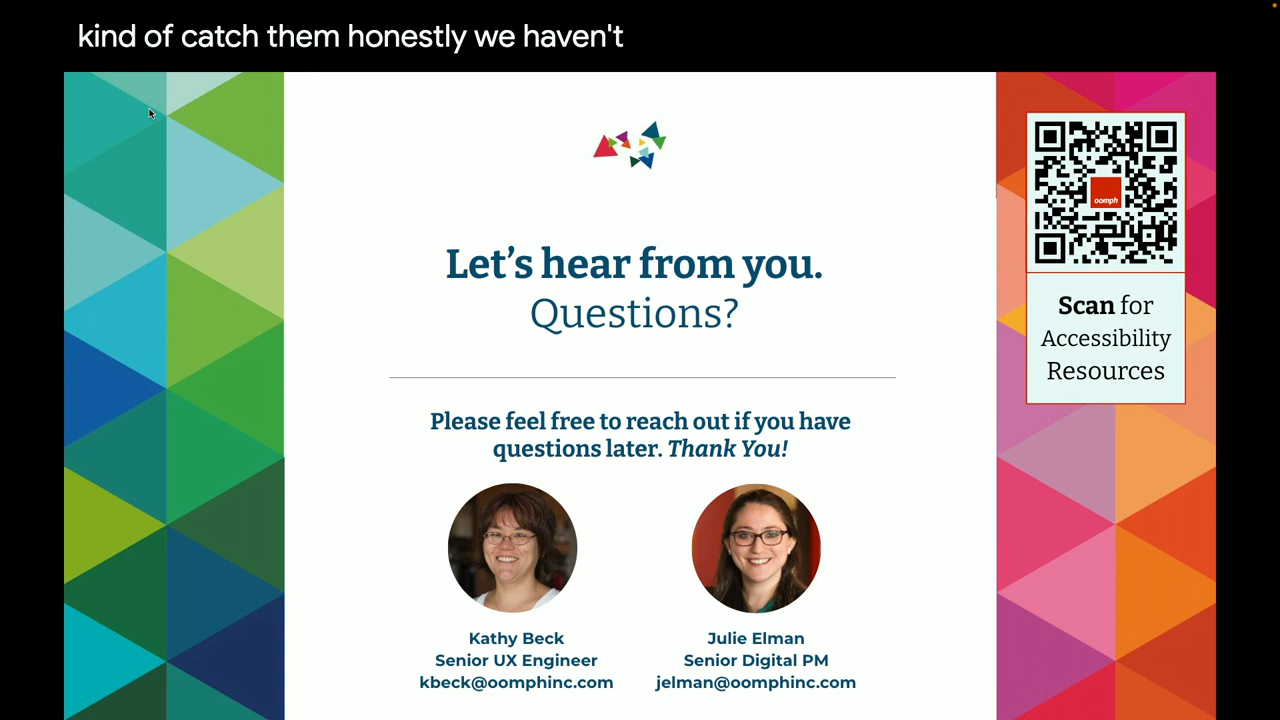 kind of catch them honestly we haven't
Let's hear from you.
Questions?
Please feel free to reach out if you have
questions later. Thank You!
Kathy Beck
Senior UX Engineer
kbeck@oomphinc.com
Julie Elman
Senior Digital PM
jelman@oomphinc.com
oomph
Scan for
Accessibility
Resources